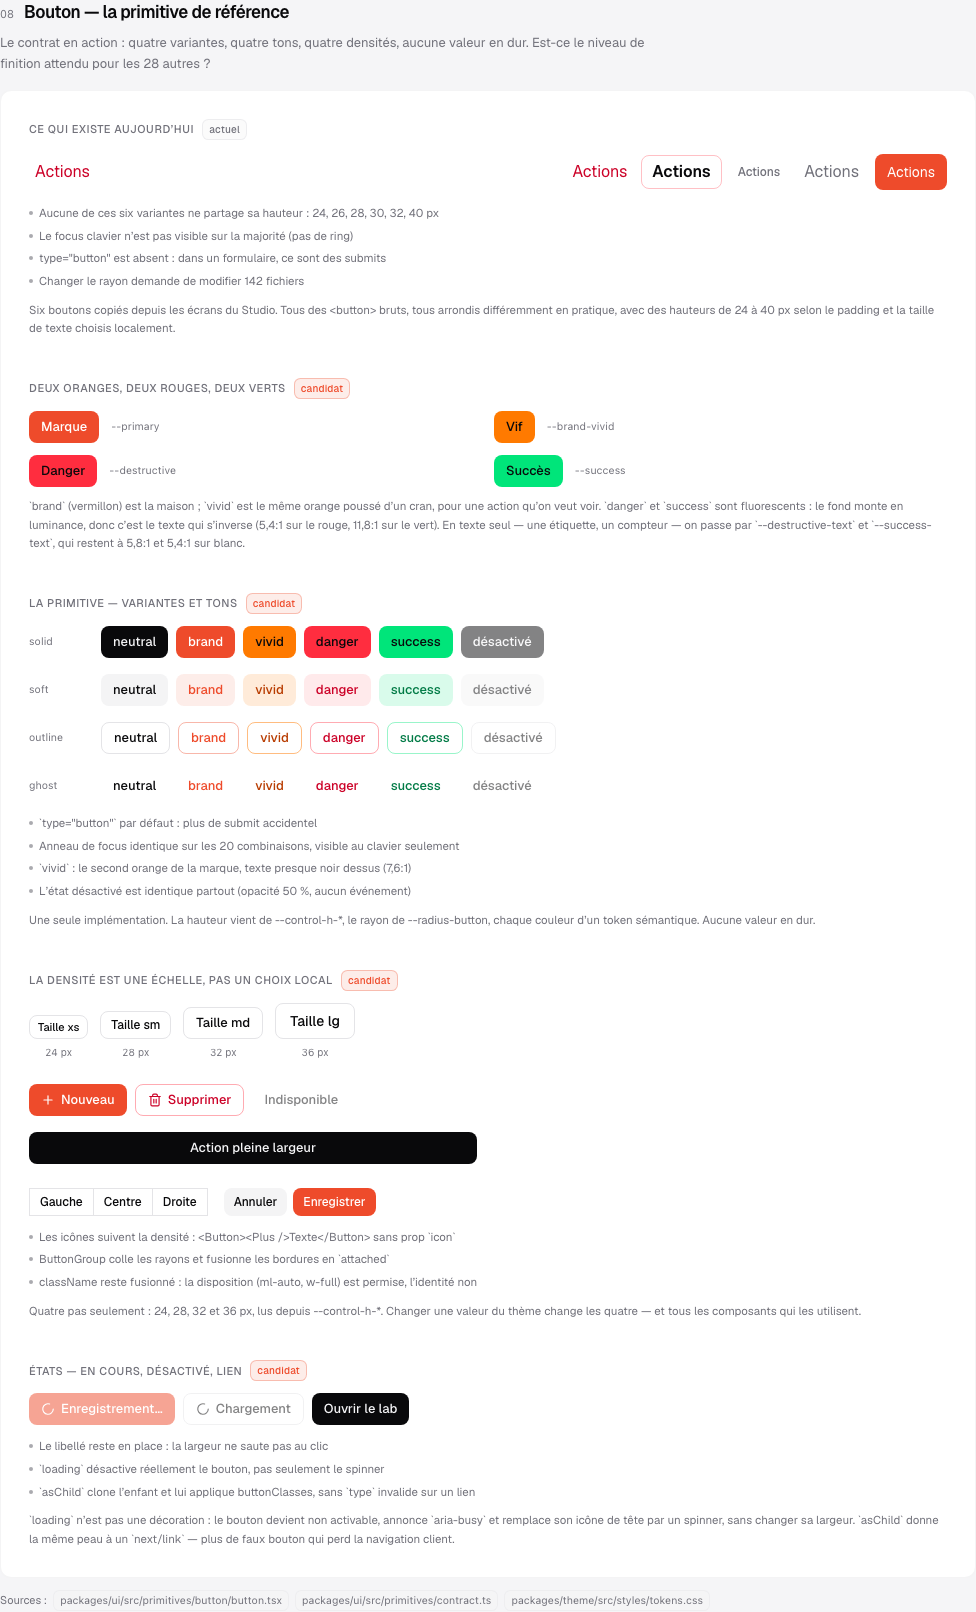 08 Bouton — la primitive de référence
Le contrat en action : quatre variantes, quatre tons, quatre densités, aucune valeur en dur. Est-ce le niveau de
finition attendu pour les 28 autres ?
CE QUI EXISTE AUJOURD'HUI actuel
Actions Actions Actions Actions Actions Actions
Aucune de ces six variantes ne partage sa hauteur : 24, 26, 28, 30, 32, 40 px
Le focus clavier n'est pas visible sur la majorité (pas de ring)
type="button" est absent : dans un formulaire, ce sont des submits
Changer le rayon demande de modifier 142 fichiers
Six boutons copiés depuis les écrans du Studio. Tous des <button> bruts, tous arrondis différemment en pratique, avec des hauteurs de 24 à 40 px selon le padding et la taille
de texte choisis localement.
DEUX ORANGES, DEUX ROUGES, DEUX VERTS candidat
Marque --primary Vif --brand-vivid
Danger --destructive Succès --success
`brand` (vermillon) est la maison ; `vivid` est le même orange poussé d'un cran, pour une action qu'on veut voir. `danger` et `success` sont fluorescents : le fond monte en
luminance, donc c'est le texte qui s'inverse (5,4:1 sur le rouge, 11,8:1 sur le vert). En texte seul — une étiquette, un compteur — on passe par `--destructive-text` et `--success-
text`, qui restent à 5,8:1 et 5,4:1 sur blanc.
LA PRIMITIVE — VARIANTES ET TONS candidat
solid neutral brand vivid danger success désactivé
soft neutral brand vivid danger success désactivé
outline neutral brand vivid danger success désactivé
ghost neutral brand vivid danger success désactivé
`type="button"` par défaut : plus de submit accidentel
Anneau de focus identique sur les 20 combinaisons, visible au clavier seulement
`vivid` : le second orange de la marque, texte presque noir dessus (7,6:1)
L'état désactivé est identique partout (opacité 50 %, aucun événement)
Une seule implémentation. La hauteur vient de --control-h-*, le rayon de --radius-button, chaque couleur d'un token sémantique. Aucune valeur en dur.
LA DENSITÉ EST UNE ÉCHELLE, PAS UN CHOIX LOCAL candidat
Taille xs Taille sm Taille md Taille lg
24 px 28 px 32 px 36 px
Nouveau Supprimer Indisponible
Action pleine largeur
Gauche Centre Droite Annuler Enregistrer
Les icônes suivent la densité : <Button><Plus />Texte</Button> sans prop `icon`
ButtonGroup colle les rayons et fusionne les bordures en `attached`
className reste fusionné : la disposition (ml-auto, w-full) est permise, l'identité non
Quatre pas seulement : 24, 28, 32 et 36 px, lus depuis --control-h-*. Changer une valeur du thème change les quatre — et tous les composants qui les utilisent.
ÉTATS — EN COURS, DÉSACTIVÉ, LIEN candidat
Enregistrement… Chargement Ouvrir le lab
Le libellé reste en place : la largeur ne saute pas au clic
`loading` désactive réellement le bouton, pas seulement le spinner
`asChild` clone l'enfant et lui applique buttonClasses, sans `type` invalide sur un lien
`loading` n'est pas une décoration : le bouton devient non activable, annonce `aria-busy` et remplace son icône de tête par un spinner, sans changer sa largeur. `asChild` donne
la même peau à un `next/link` — plus de faux bouton qui perd la navigation client.
Sources : packages/ui/src/primitives/button/button.tsx packages/ui/src/primitives/contract.ts packages/theme/src/styles/tokens.css